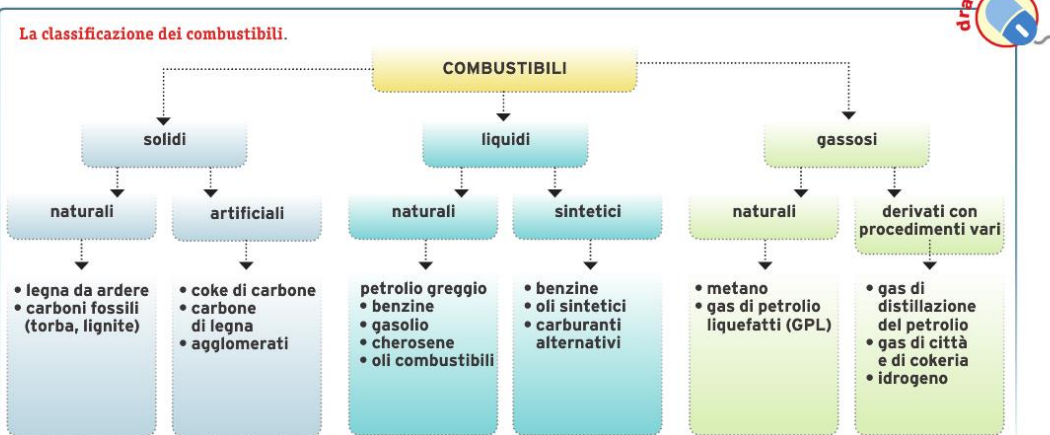 dra
La classificazione dei combustibili.
COMBUSTIBILI
solidi
liquidi
gassosi
naturali
artificiali
naturali
sintetici
naturali
derivati con
procedimenti vari
• legna da ardere
• carboni fossili
(torba, lignite)
• coke di carbone
• carbone
di legna
• agglomerati
petrolio greggio
• benzine
• gasolio
• cherosene
• oli combustibili
• benzine
• oli sintetici
• carburanti
alternativi
• metano
• gas di petrolio
liquefatti (GPL)
• gas di
distillazione
del petrolio
• gas di città
e di cokeria
• idrogeno